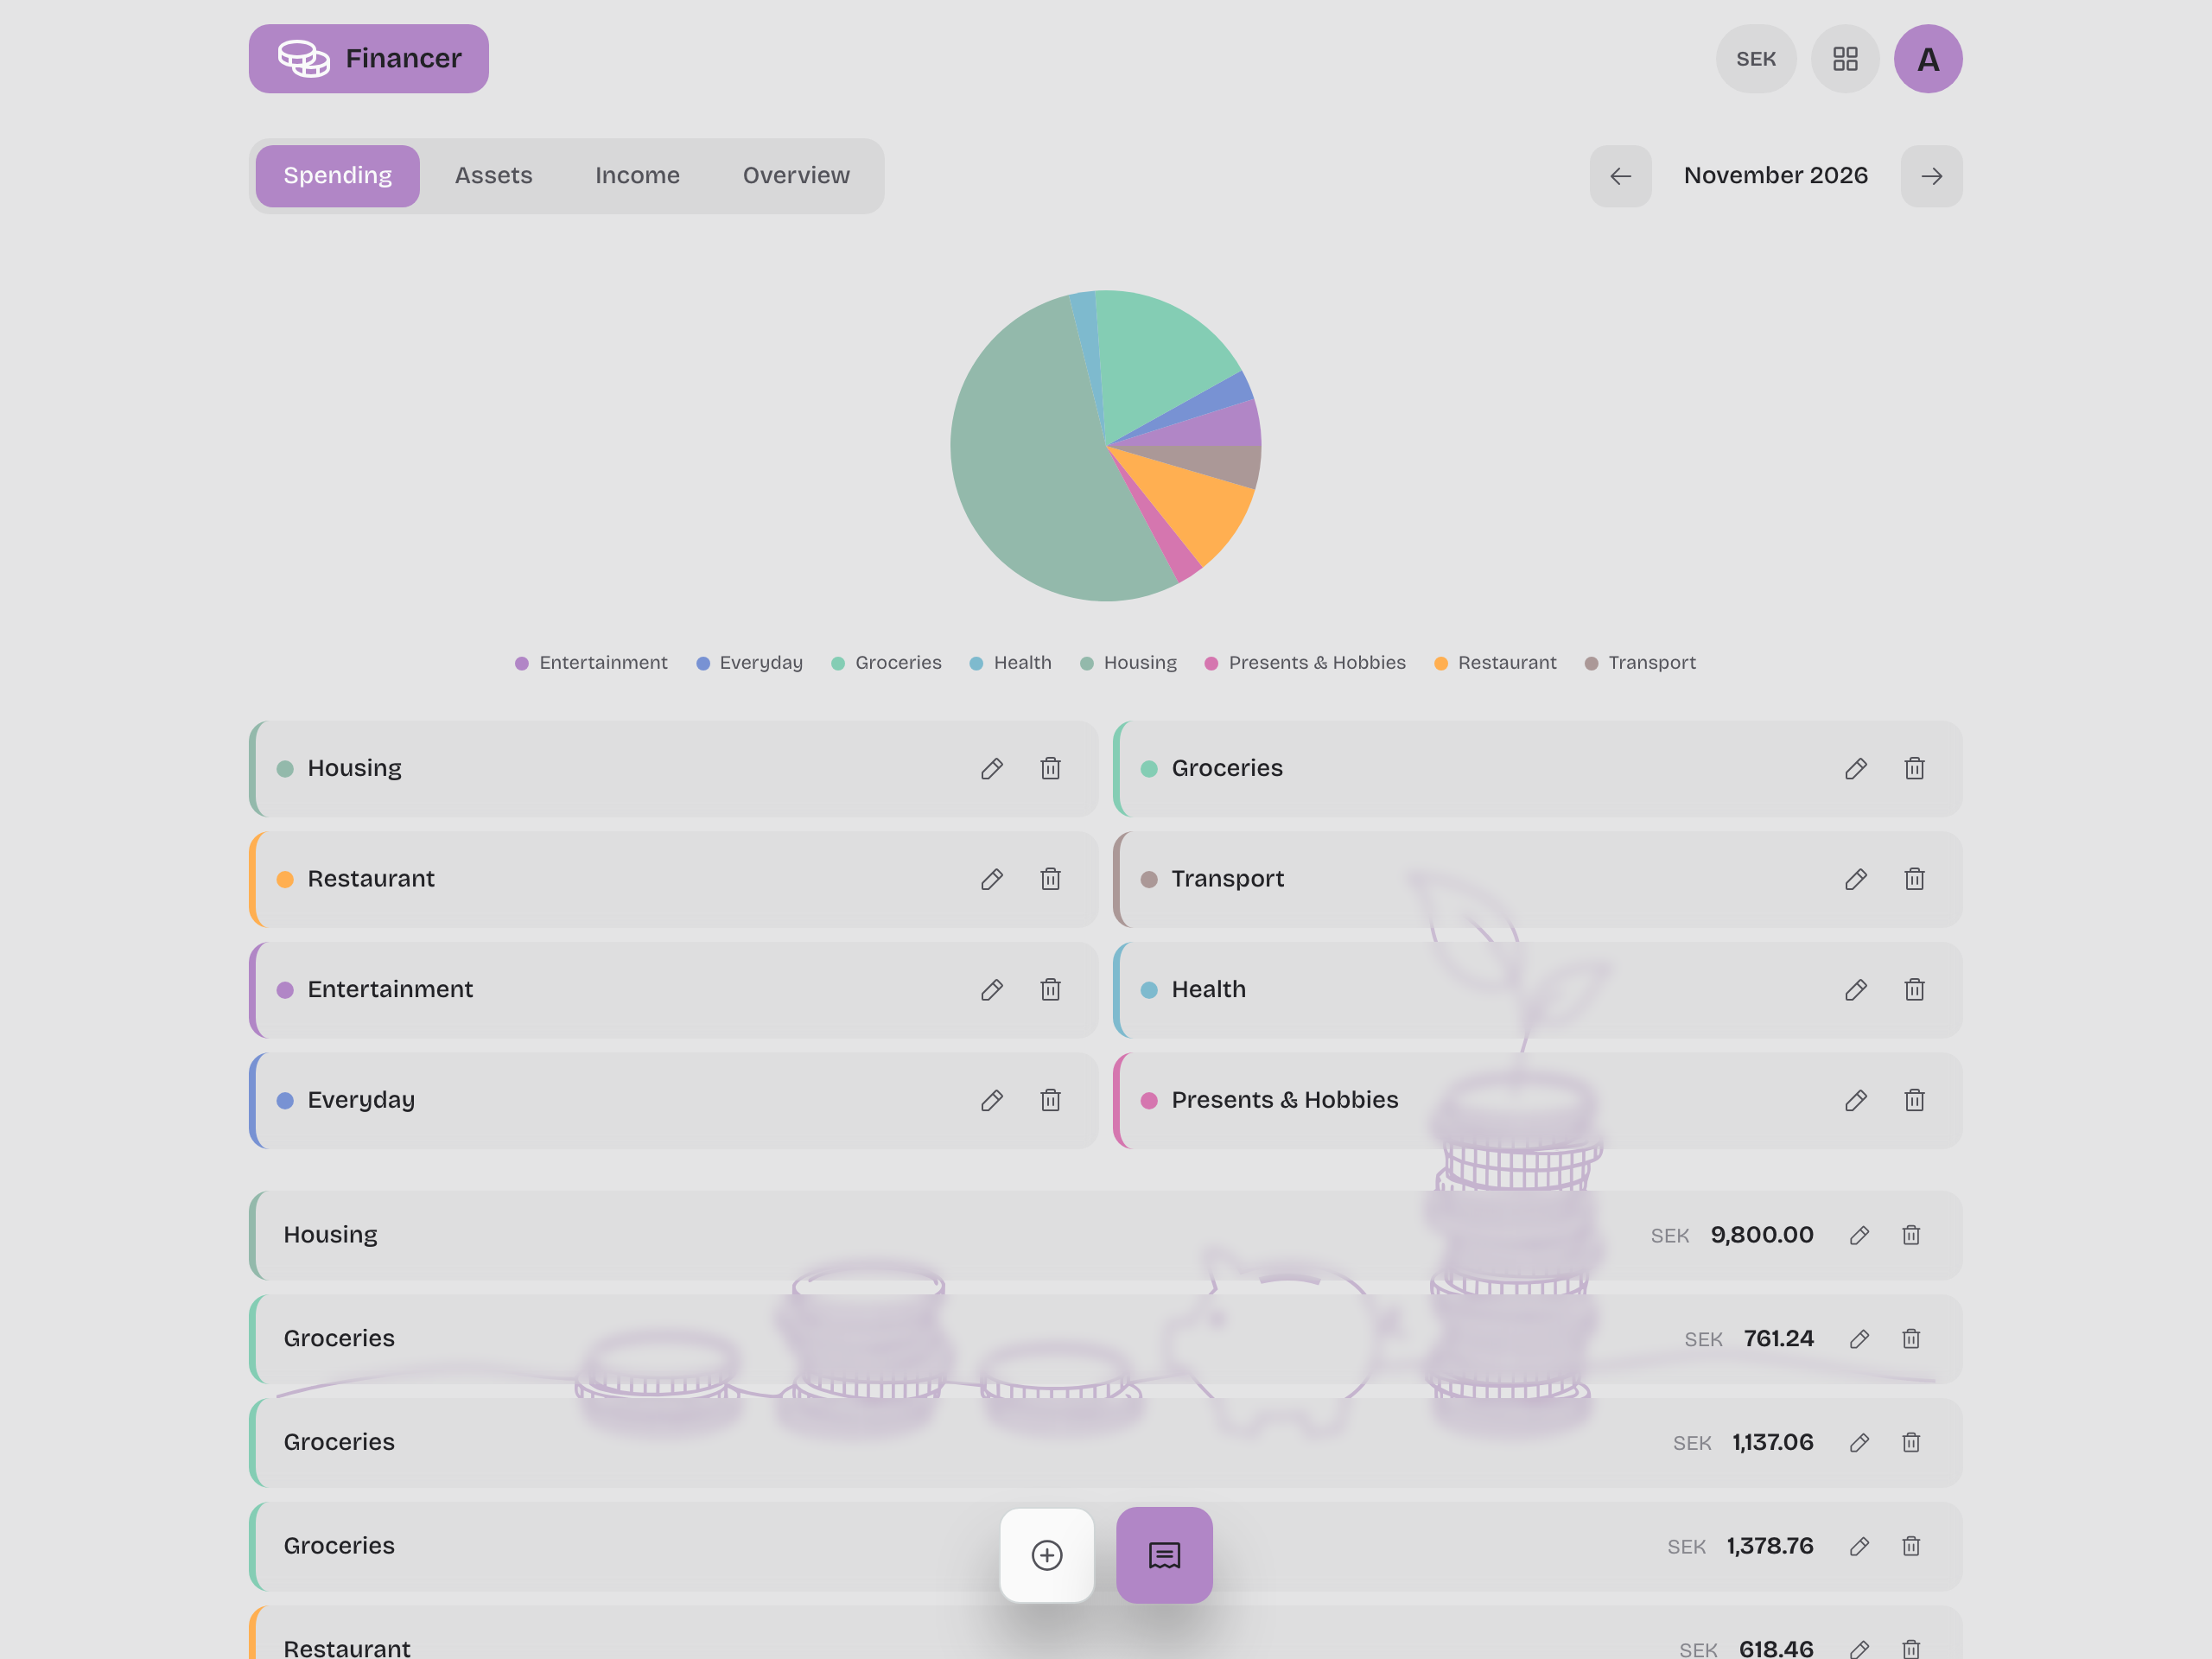 Financer
SEK
A
Spending Assets Income Overview
November 2026
Entertainment Everyday Groceries Health Housing Presents & Hobbies Restaurant Transport
Housing
Groceries
Restaurant
Transport
Entertainment
Health
Everyday
Presents & Hobbies
Housing SEK 9,800.00
Groceries SEK 761.24
Groceries SEK 1,137.06
Groceries SEK 1,378.76
Restaurant SEK 618.46